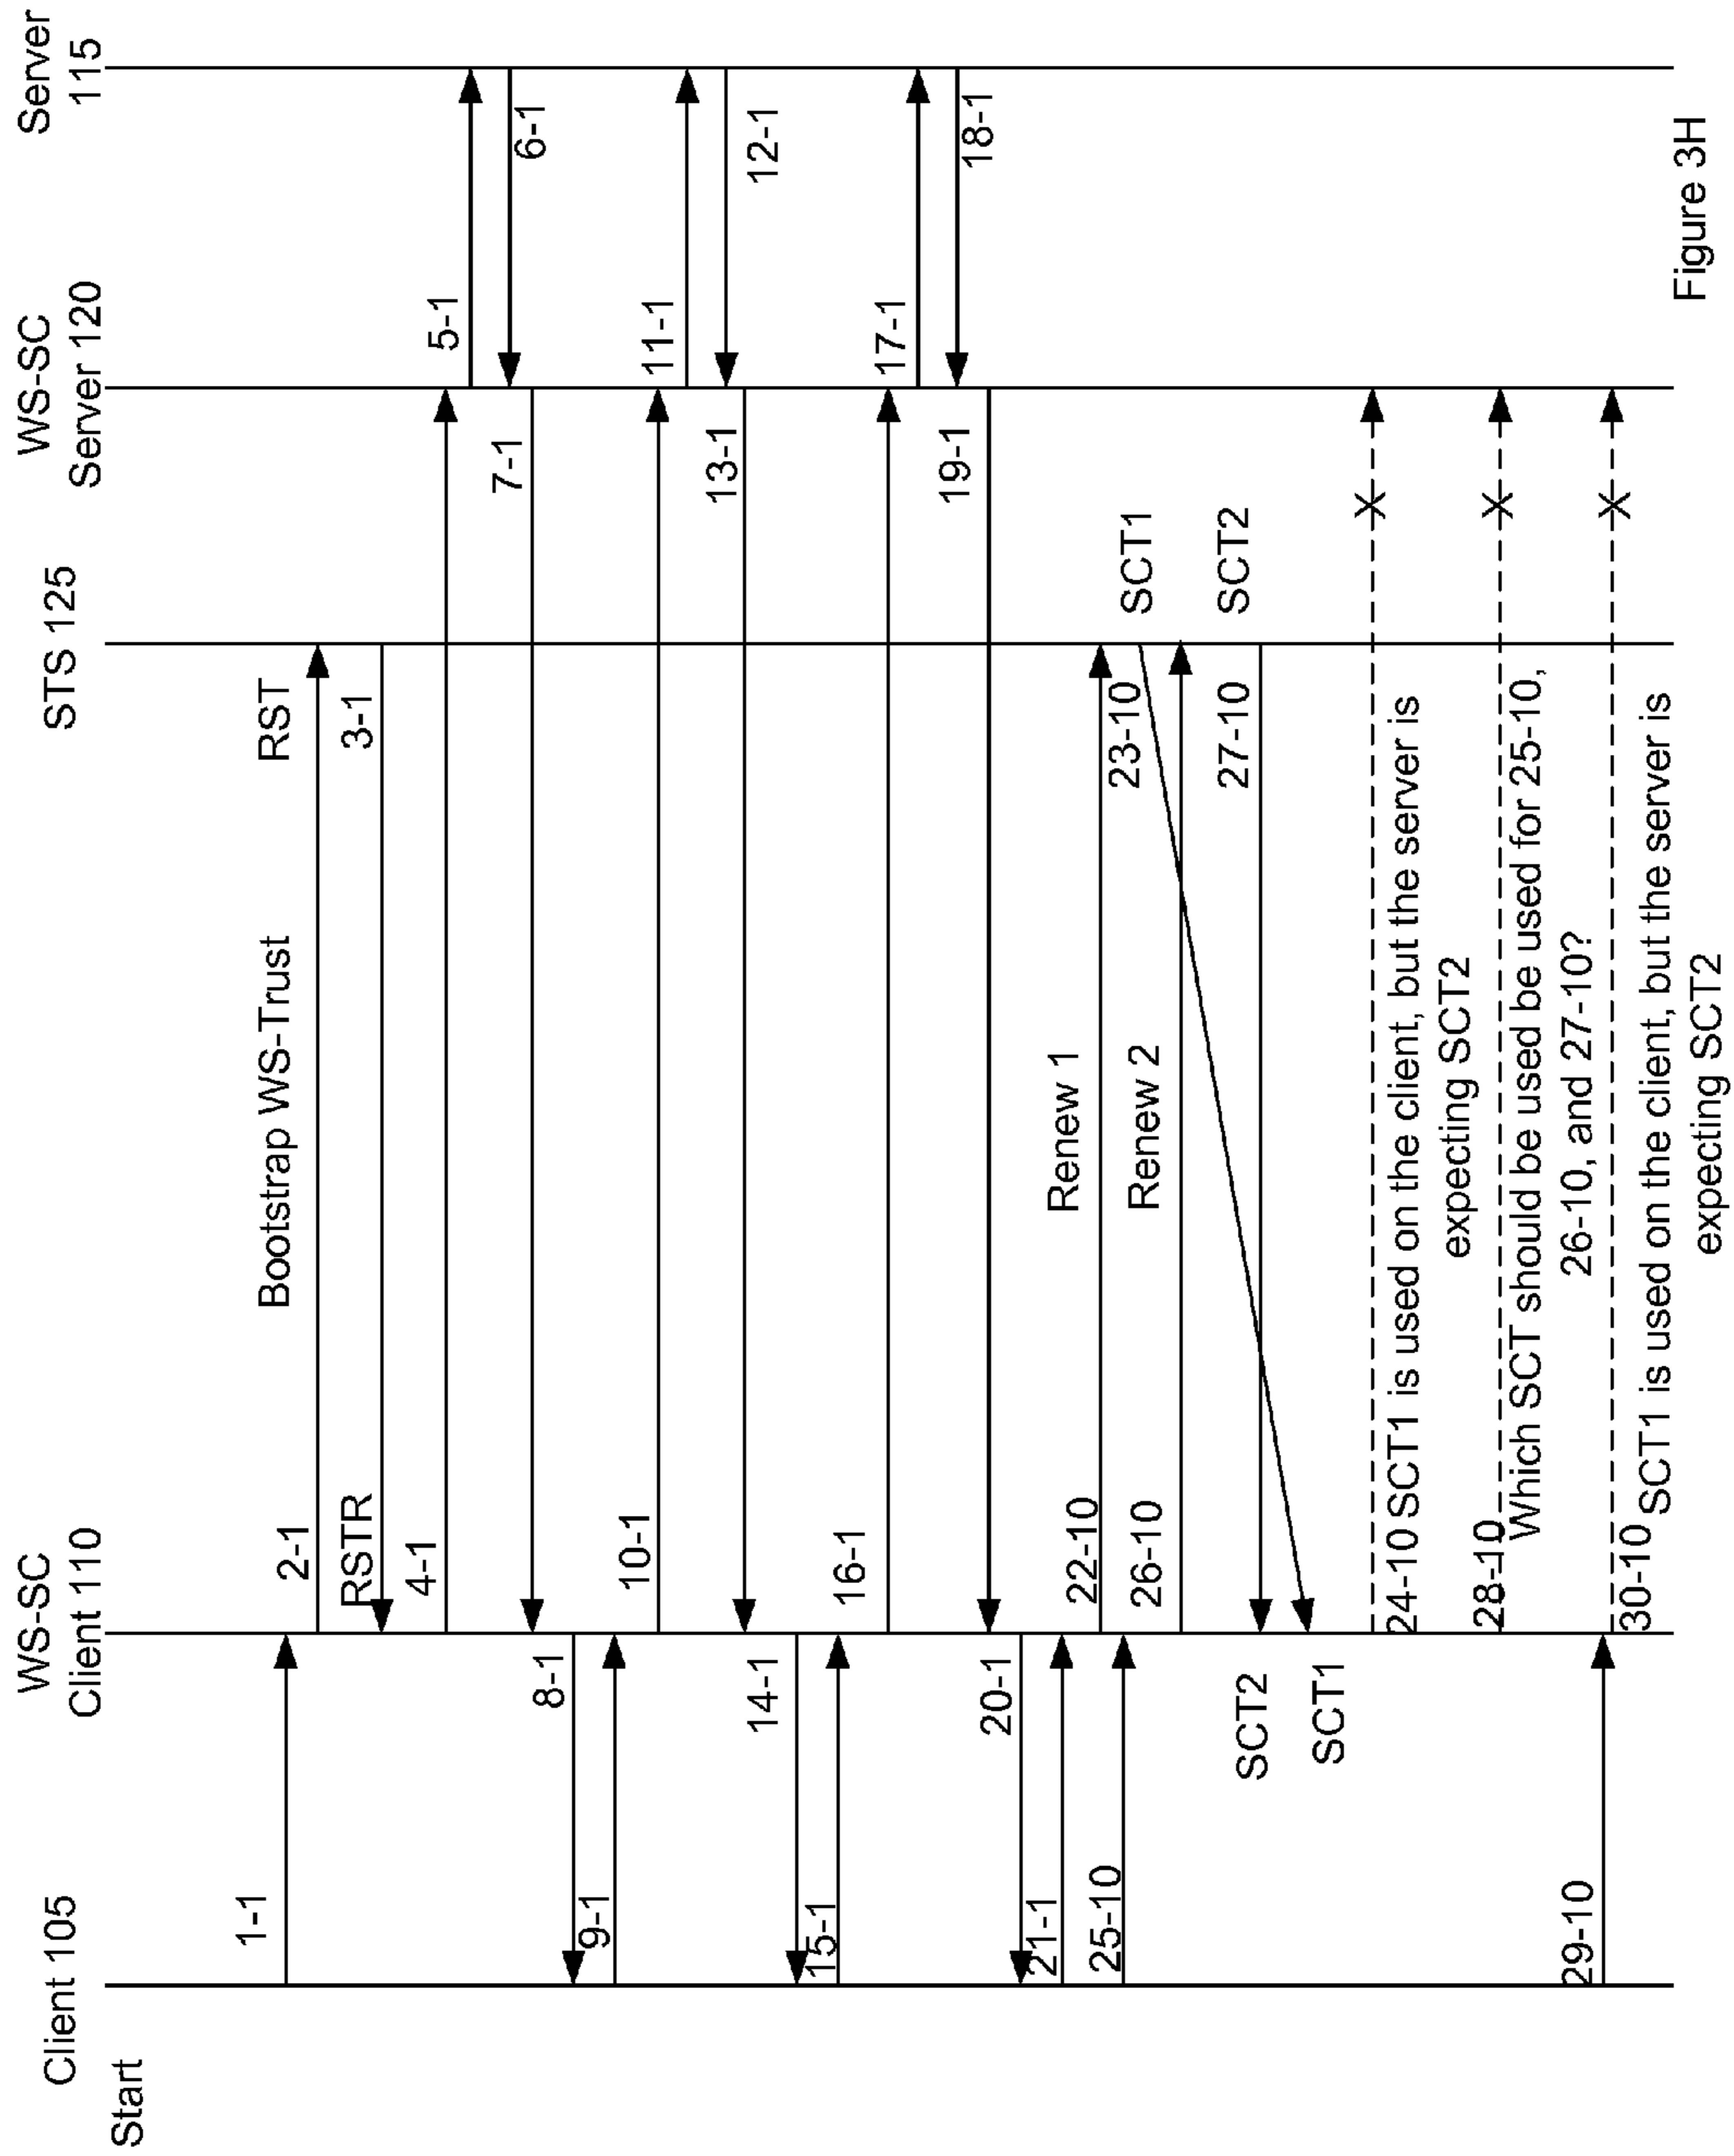 Client 105
WS-SC
Client 110
STS 125
WS-SC
Server 120
Server
115
Start
1-1
2-1
Bootstrap WS-Trust
RST
RSTR
3-1
4-1
5-1
6-1
7-1
8-1
9-1
10-1
11-1
12-1
13-1
14-1
15-1
16-1
17-1
18-1
19-1
20-1
21-1
22-10
Renew 1
23-10
SCT1
25-10
26-10
Renew 2
27-10
SCT2
SCT2
SCT1
24-10 SCT1 is used on the client, but the server is
expecting SCT2
28-10
Which SCT should be used be used for 25-10,
26-10, and 27-10?
29-10
30-10
SCT1 is used on the client, but the server is
expecting SCT2
Figure 3H